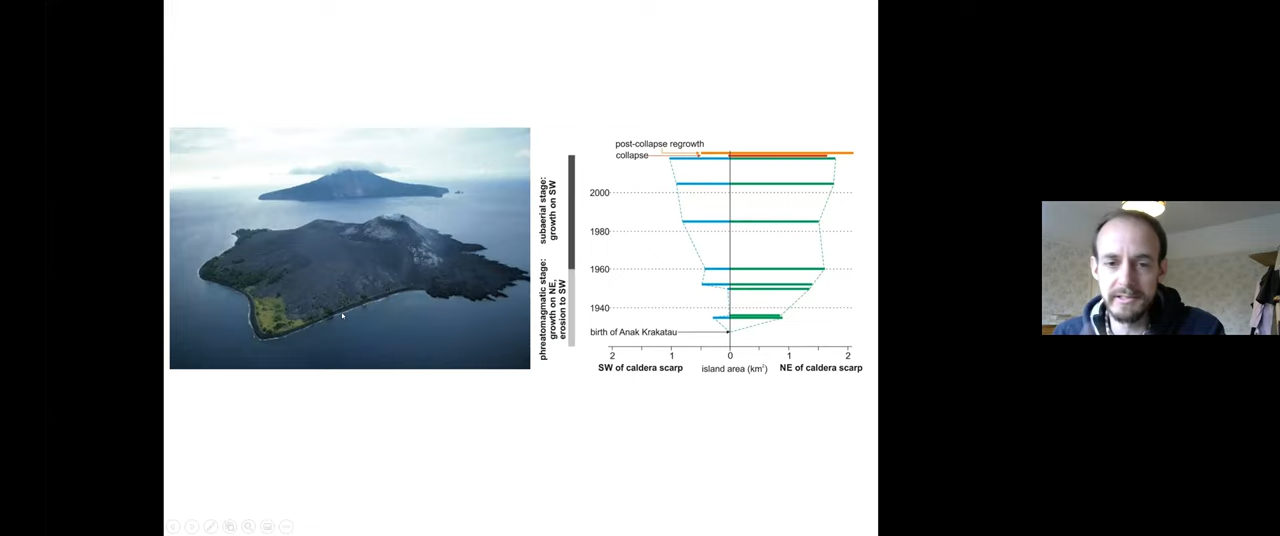 post-collapse regrowth
collapse
subaerial stage:
growth on SW
phreatomagmatic stage:
growth on NE,
erosion to SW
2000
1980
1960
1940
birth of Anak Krakatau
2 1 0 1 2
SW of caldera scarp island area (km²) NE of caldera scarp